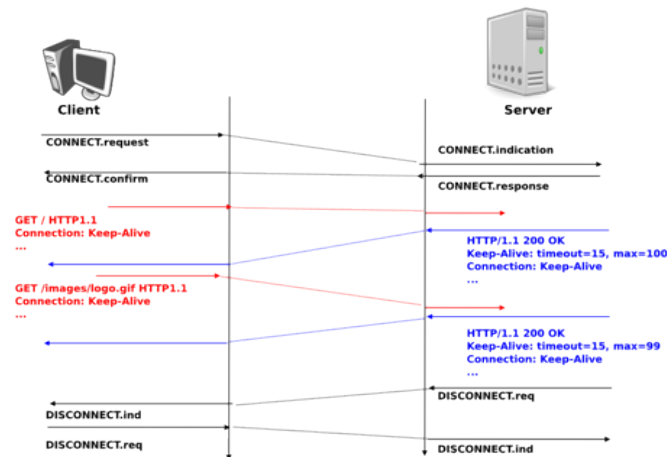 Client
Server
CONNECT.request
CONNECT.indication
CONNECT.confirm
CONNECT.response
GET / HTTP1.1
Connection: Keep-Alive
...
HTTP/1.1 200 OK
Keep-Alive: timeout=15, max=100
Connection: Keep-Alive
...
GET /images/logo.gif HTTP1.1
Connection: Keep-Alive
...
HTTP/1.1 200 OK
Keep-Alive: timeout=15, max=99
Connection: Keep-Alive
...
DISCONNECT.req
DISCONNECT.ind
DISCONNECT.req
DISCONNECT.ind